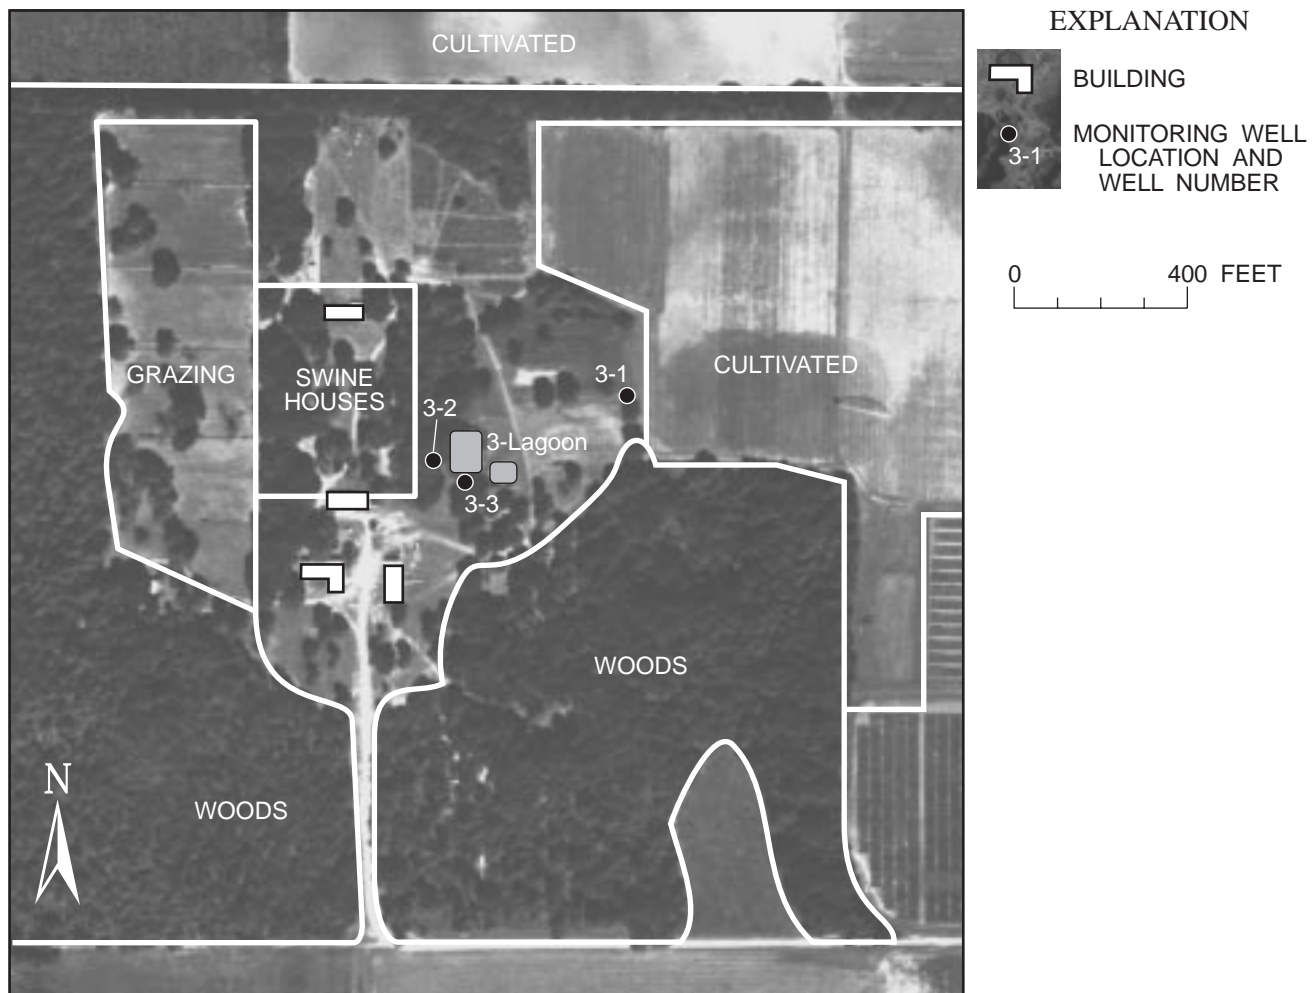 CULTIVATED
GRAZING
SWINE
HOUSES
3-2
3-Lagoon
3-3
3-1
CULTIVATED
WOODS
WOODS
N
EXPLANATION
BUILDING
3-1
MONITORING WELL
LOCATION AND
WELL NUMBER
0 400 FEET